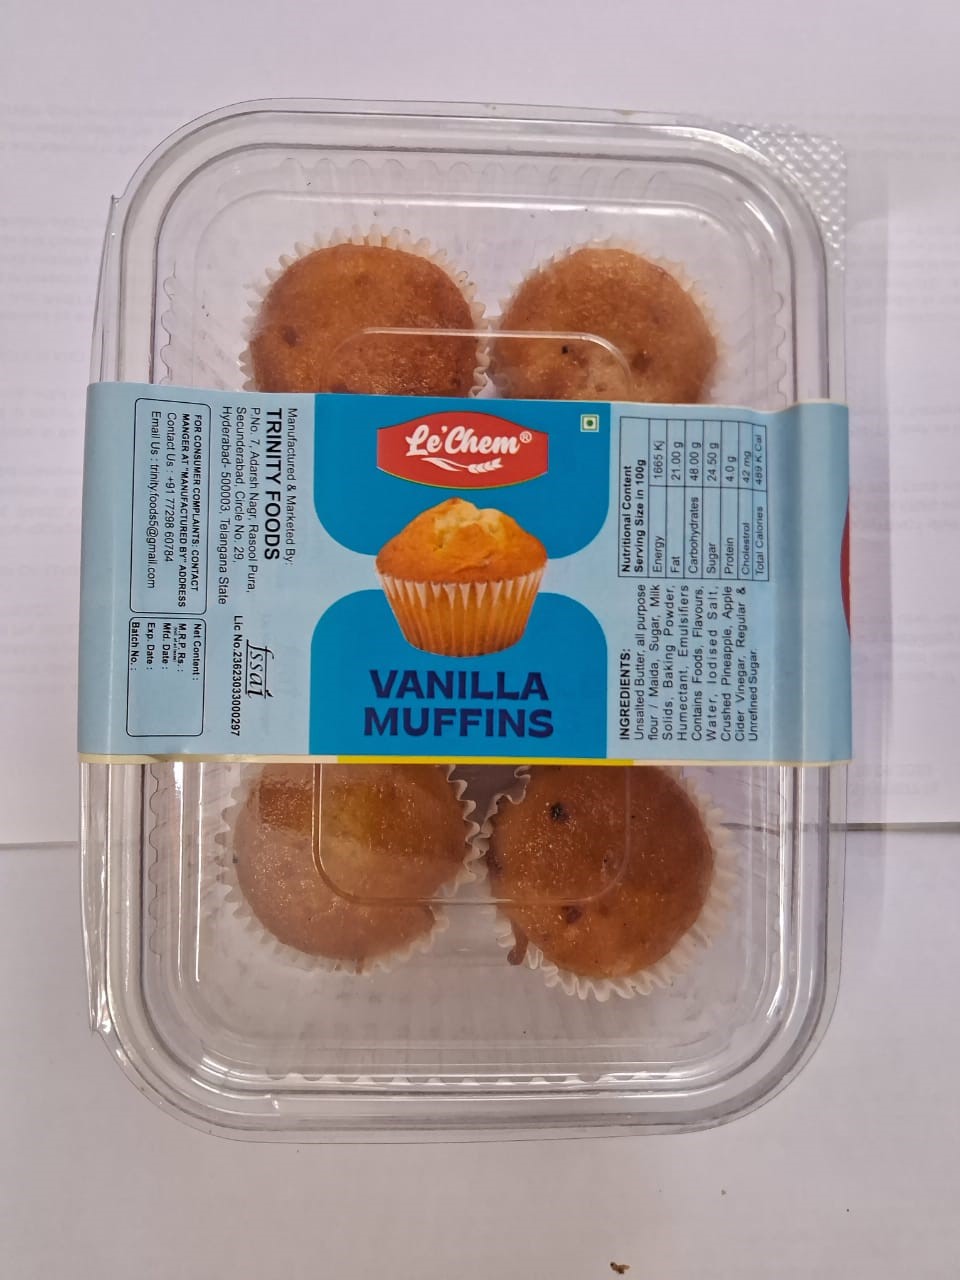 Le'Chem®
VANILLA
MUFFINS
Manufactured & Marketed By:
TRINITY FOODS
P.No. 7, Adarsh Nagr, Rasool Pura,
Secunderabad, Circle No. 29,
Hyderabad- 500003, Telangana State
fssai
Lic No.23623033000297
FOR CONSUMER COMPLAINTS: CONTACT
MANGER AT "MANUFACTURED BY" ADDRESS
Contact Us : +91 77298 60784
Email Us : trinity.foods5@gmail.com
Net Content :
M.R.P. Rs. :
Mfd. Date :
Exp. Date :
Batch No. :
Nutritional Content
Serving Size in 100g
Energy 1665 Kj
Fat 21.00 g
Carbohydrates 48.00 g
Sugar 24.50 g
Protein 4.0 g
Cholestrol 42 mg
Total Calories 489 K Cal
INGREDIENTS:
Unsalted Butter, all purpose
flour / Maida, Sugar, Milk
Solids, Baking Powder,
Humectant, Emulsifiers
Contains Foods, Flavours,
Water, Iodised Salt,
Crushed Pineapple, Apple
Cider Vinegar, Regular &
Unrefined Sugar.